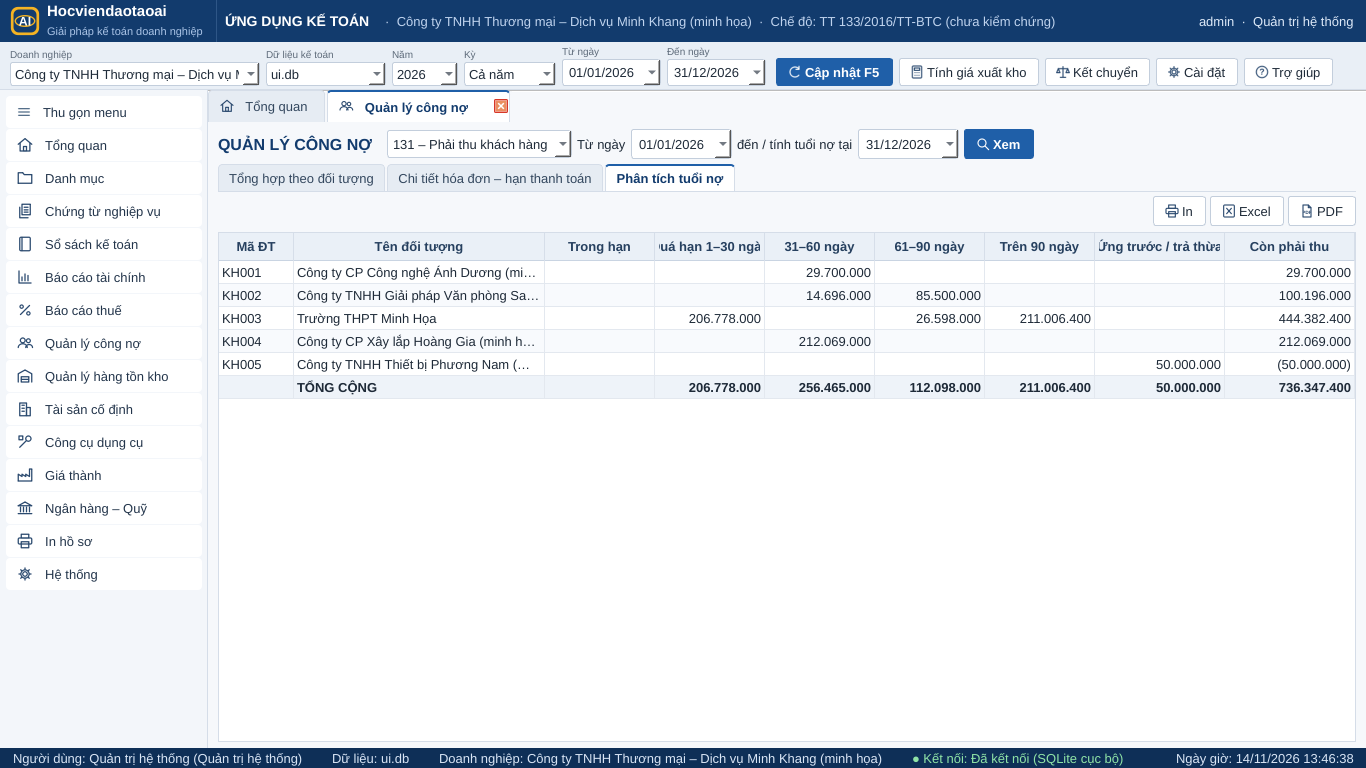 AI
Hocviendaotaoai
Giải pháp kế toán doanh nghiệp
ỨNG DỤNG KẾ TOÁN · Công ty TNHH Thương mại – Dịch vụ Minh Khang (minh họa) · Chế độ: TT 133/2016/TT-BTC (chưa kiểm chứng)
admin · Quản trị hệ thống
Doanh nghiệp Dữ liệu kế toán Năm Kỳ Từ ngày Đến ngày
Công ty TNHH Thương mại – Dịch vụ ui.db 2026 Cả năm 01/01/2026 31/12/2026 Cập nhật F5 Tính giá xuất kho Kết chuyển Cài đặt Trợ giúp
Thu gọn menu
Tổng quan
Danh mục
Chứng từ nghiệp vụ
Sổ sách kế toán
Báo cáo tài chính
Báo cáo thuế
Quản lý công nợ
Quản lý hàng tồn kho
Tài sản cố định
Công cụ dụng cụ
Giá thành
Ngân hàng – Quỹ
In hồ sơ
Hệ thống
Tổng quan Quản lý công nợ
QUẢN LÝ CÔNG NỢ 131 – Phải thu khách hàng Từ ngày 01/01/2026 đến / tính tuổi nợ tại 31/12/2026 Xem
Tổng hợp theo đối tượng Chi tiết hóa đơn – hạn thanh toán Phân tích tuổi nợ
In Excel PDF
Mã ĐT Tên đối tượng Trong hạn uá hạn 1–30 ngà 31–60 ngày 61–90 ngày Trên 90 ngày Ứng trước / trả thừa Còn phải thu
KH001 Công ty CP Công nghệ Ánh Dương (mi… 29.700.000 29.700.000
KH002 Công ty TNHH Giải pháp Văn phòng Sa… 14.696.000 85.500.000 100.196.000
KH003 Trường THPT Minh Họa 206.778.000 26.598.000 211.006.400 444.382.400
KH004 Công ty CP Xây lắp Hoàng Gia (minh h… 212.069.000 212.069.000
KH005 Công ty TNHH Thiết bị Phương Nam (… 50.000.000 (50.000.000)
TỔNG CỘNG 206.778.000 256.465.000 112.098.000 211.006.400 50.000.000 736.347.400
Người dùng: Quản trị hệ thống (Quản trị hệ thống) Dữ liệu: ui.db Doanh nghiệp: Công ty TNHH Thương mại – Dịch vụ Minh Khang (minh họa) ● Kết nối: Đã kết nối (SQLite cục bộ) Ngày giờ: 14/11/2026 13:46:38